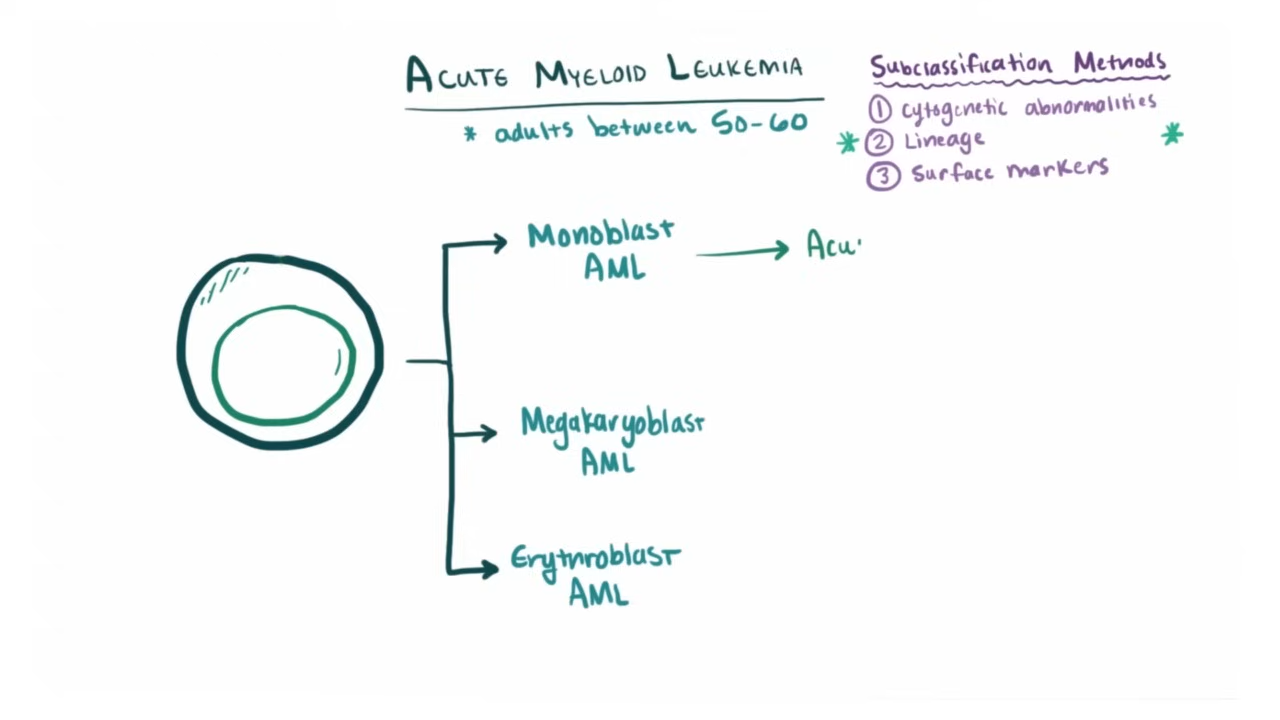 ACUTE MYELOID LEUKEMIA
* adults between 50-60
Subclassification Methods
① cytogenetic abnormalities
* ② Lineage *
③ surface markers
Monoblast
AML
Acu
Megakaryoblast
AML
Erythroblast
AML